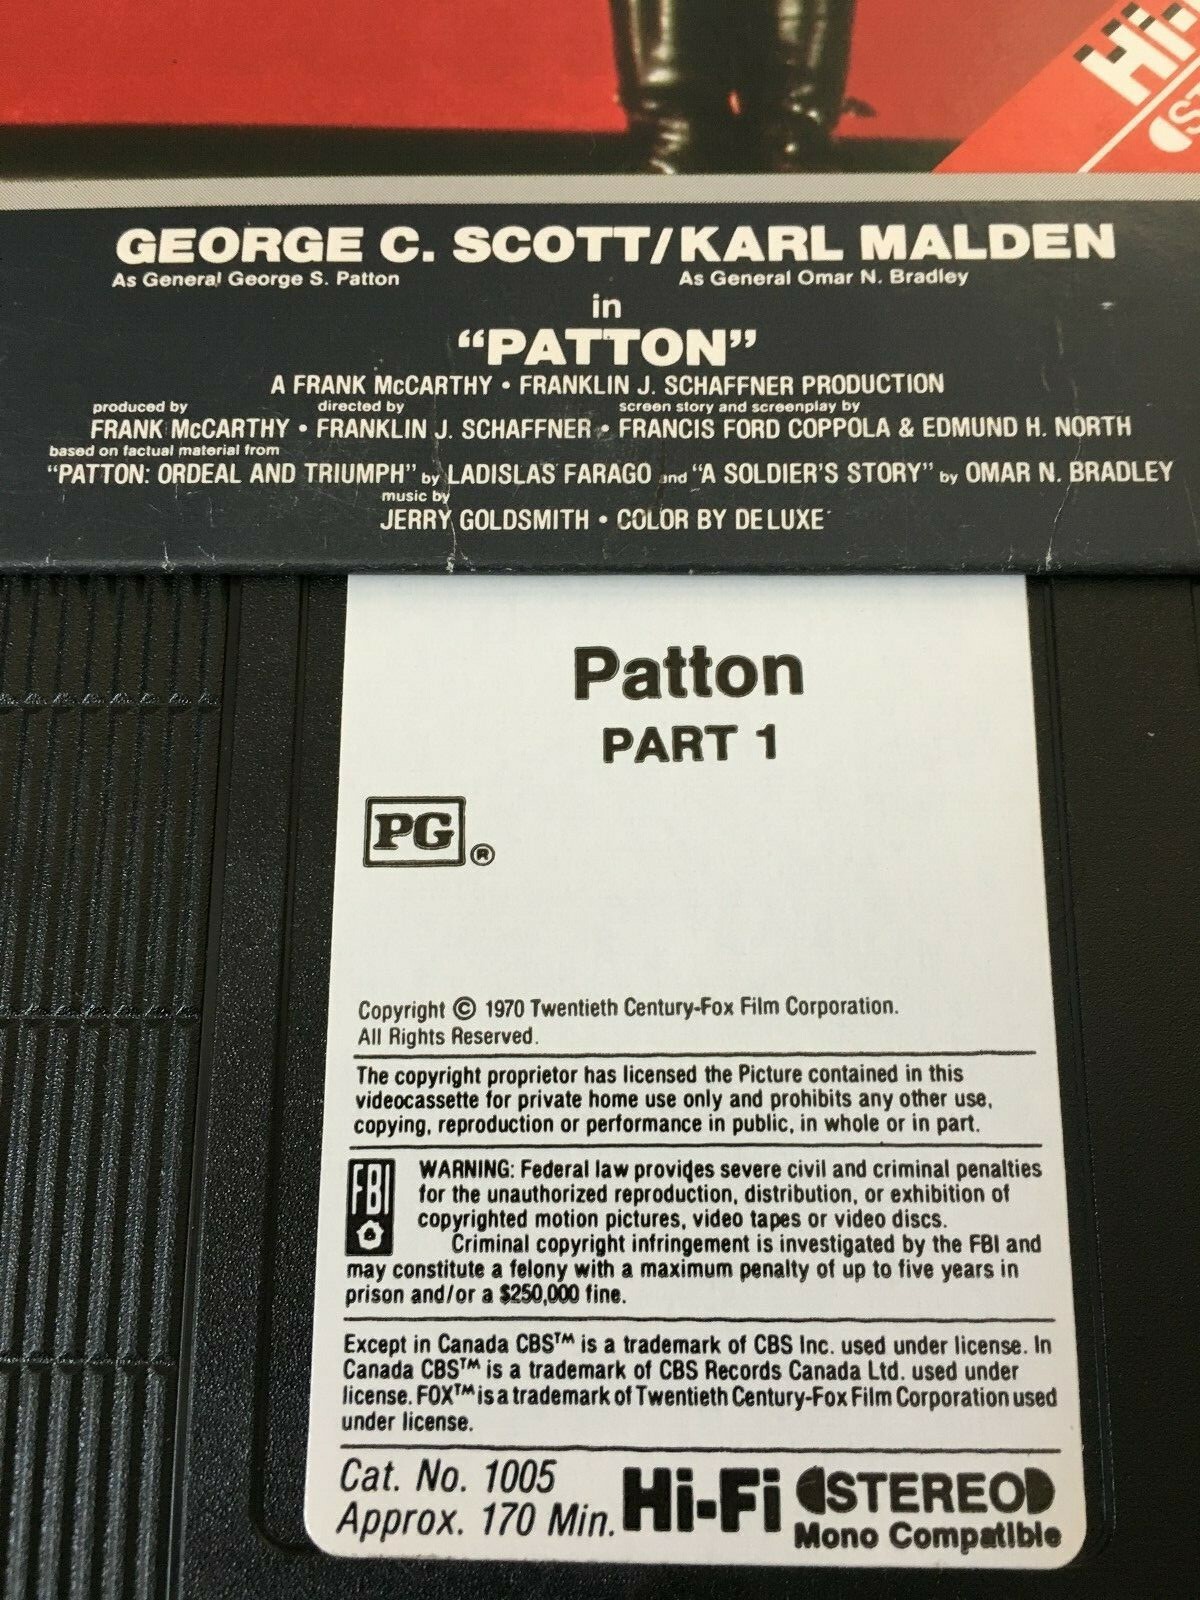 Hi-
ST
GEORGE C. SCOTT/KARL MALDEN
As General George S. Patton As General Omar N. Bradley
in
“PATTON”
A FRANK McCARTHY • FRANKLIN J. SCHAFFNER PRODUCTION
produced by directed by screen story and screenplay by
FRANK McCARTHY • FRANKLIN J. SCHAFFNER • FRANCIS FORD COPPOLA & EDMUND H. NORTH
based on factual material from
“PATTON: ORDEAL AND TRIUMPH” by LADISLAS FARAGO and “A SOLDIER’S STORY” by OMAR N. BRADLEY
music by
JERRY GOLDSMITH • COLOR BY DE LUXE
Patton
PART 1
PG ®
Copyright © 1970 Twentieth Century-Fox Film Corporation.
All Rights Reserved.
The copyright proprietor has licensed the Picture contained in this
videocassette for private home use only and prohibits any other use,
copying, reproduction or performance in public, in whole or in part.
FBI
WARNING: Federal law provides severe civil and criminal penalties
for the unauthorized reproduction, distribution, or exhibition of
copyrighted motion pictures, video tapes or video discs.
Criminal copyright infringement is investigated by the FBI and
may constitute a felony with a maximum penalty of up to five years in
prison and/or a $250,000 fine.
Except in Canada CBS™ is a trademark of CBS Inc. used under license. In
Canada CBS™ is a trademark of CBS Records Canada Ltd. used under
license. FOX™ is a trademark of Twentieth Century-Fox Film Corporation used
under license.
Cat. No. 1005
Approx. 170 Min.
Hi-Fi STEREO
Mono Compatible